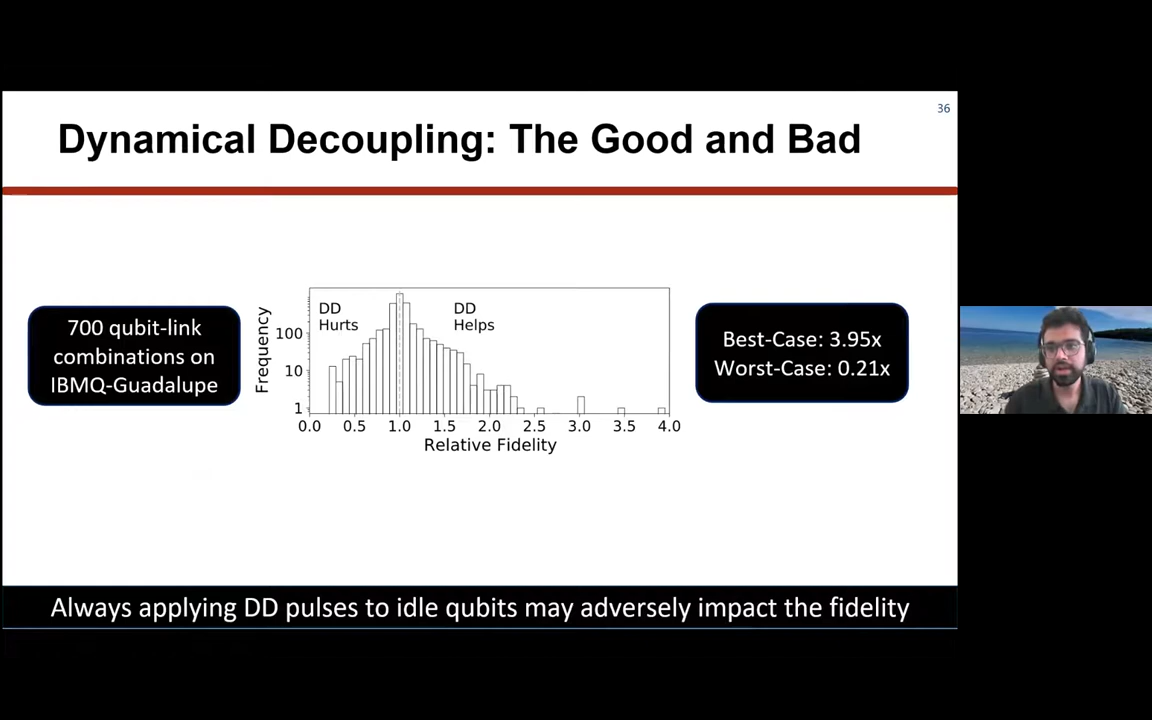 36
Dynamical Decoupling: The Good and Bad
700 qubit-link
combinations on
IBMQ-Guadalupe
Frequency
100
10
1
DD
Hurts
DD
Helps
0.0 0.5 1.0 1.5 2.0 2.5 3.0 3.5 4.0
Relative Fidelity
Best-Case: 3.95x
Worst-Case: 0.21x
Always applying DD pulses to idle qubits may adversely impact the fidelity